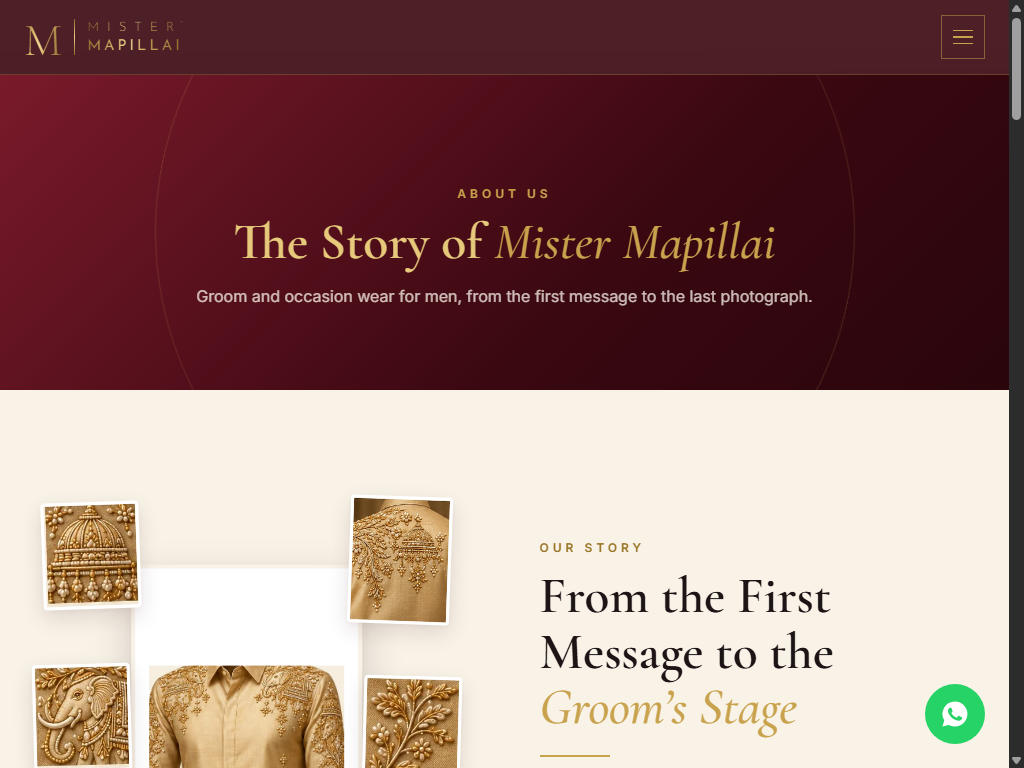 M
MISTER
MAPILLAI
ABOUT US
The Story of Mister Mapillai
Groom and occasion wear for men, from the first message to the last photograph.
OUR STORY
From the First
Message to the
Groom’s Stage